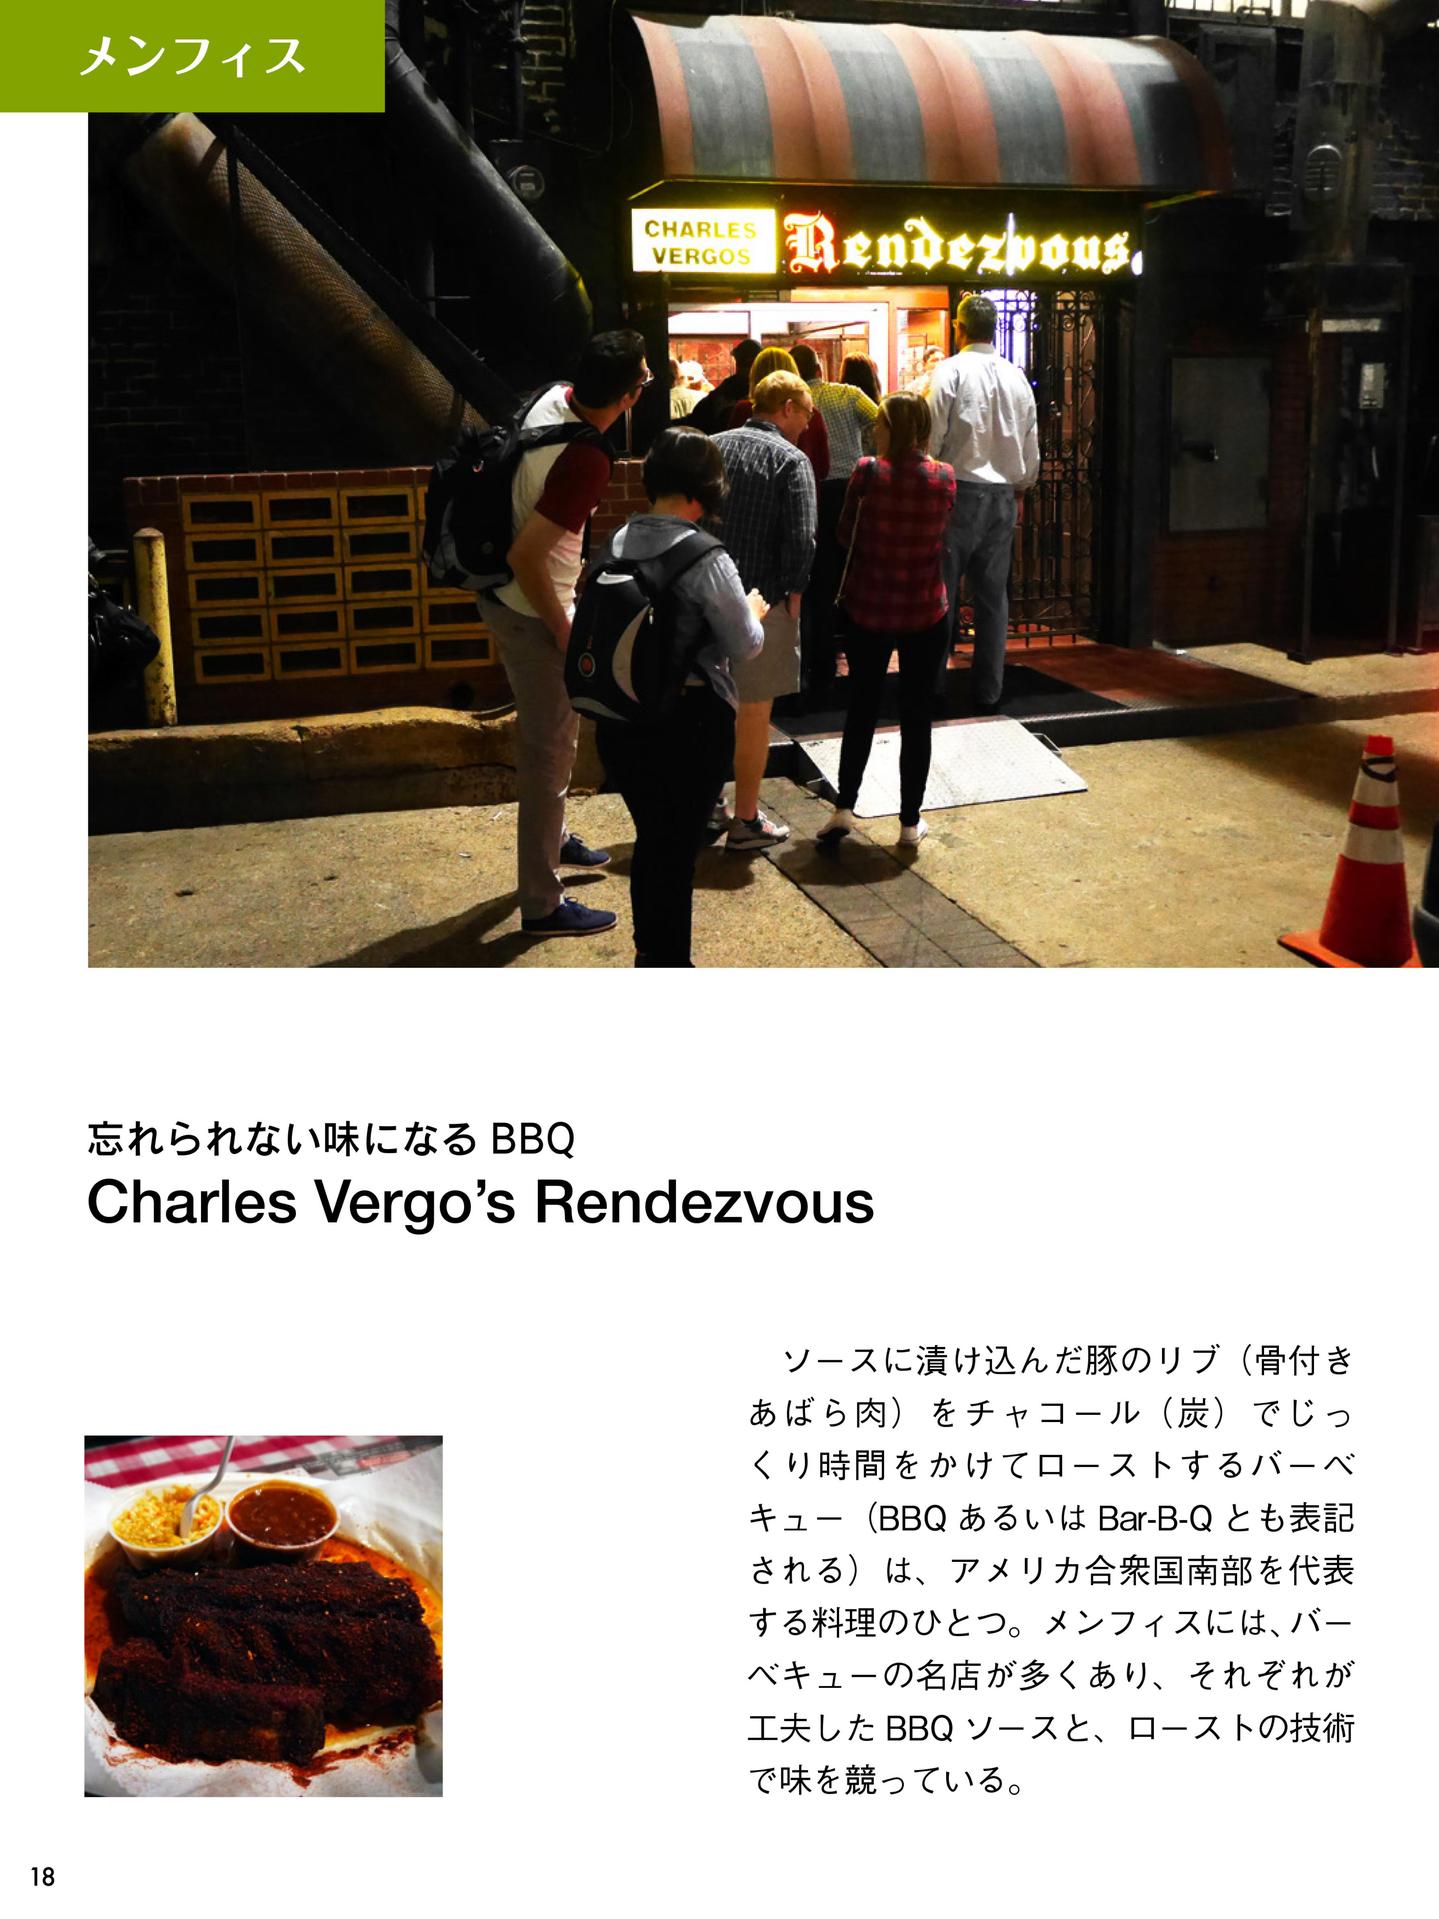 メンフィス
CHARLES
VERGOS
Rendezvous
忘れられない味になる BBQ
Charles Vergo’s Rendezvous
ソースに漬け込んだ豚のリブ（骨付き
あばら肉）をチャコール（炭）でじっ
くり時間をかけてローストするバーベ
キュー（BBQ あるいは Bar-B-Q とも表記
される）は、アメリカ合衆国南部を代表
する料理のひとつ。メンフィスには、バー
ベキューの名店が多くあり、それぞれが
工夫した BBQ ソースと、ローストの技術
で味を競っている。
18